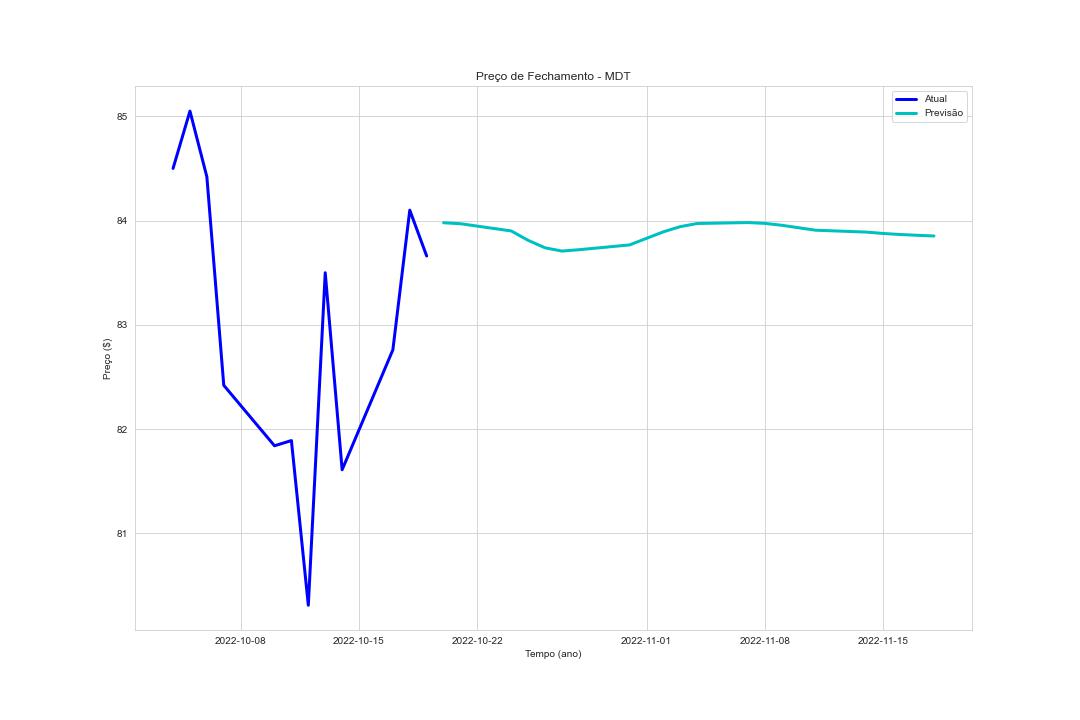 Preço de Fechamento - MDT
Atual
Previsão
85
84
83
82
81
Preço ($)
2022-10-08
2022-10-15
2022-10-22
2022-11-01
2022-11-08
2022-11-15
Tempo (ano)